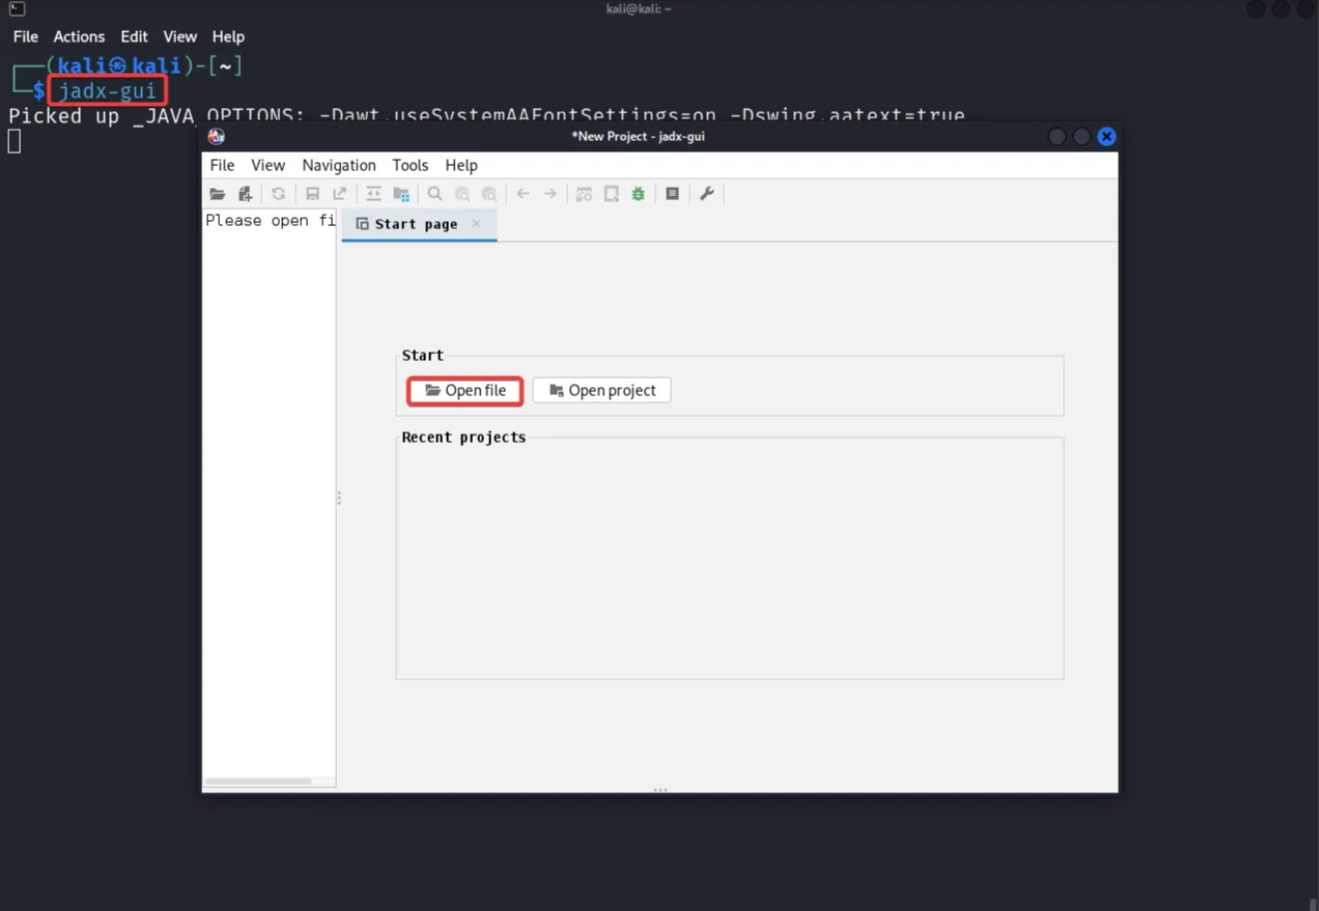 kali@kali: ~
File Actions Edit View Help
(kali㉿kali)-[~]
$ jadx-gui
Picked up _JAVA_OPTIONS: -Dawt.useSystemAAFontSettings=on -Dswing.aatext=true
*New Project - jadx-gui
File View Navigation Tools Help
Please open fi
Start page
Start
Open file Open project
Recent projects